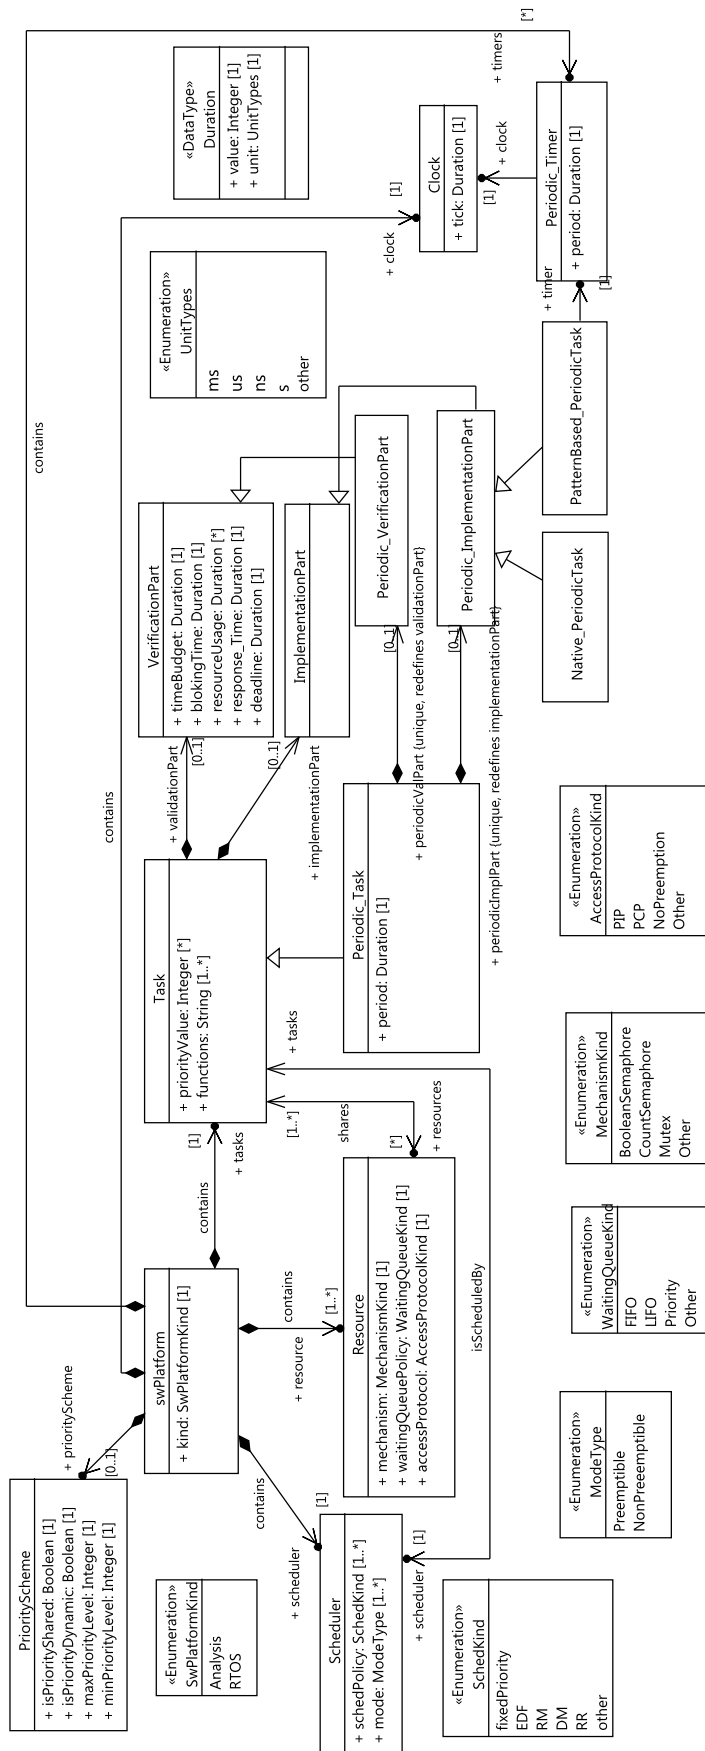 PriorityScheme
+ isPriorityShared: Boolean [1]
+ isPriorityDynamic: Boolean [1]
+ maxPriorityLevel: Integer [1]
+ minPriorityLevel: Integer [1]
+ priorityScheme
[0..1]
contains
contains
swPlatform
+ kind: SwPlatformKind [1]
«Enumeration»
SwPlatformKind
Analysis
RTOS
contains
[1]
+ tasks
Task
+ priorityValue: Integer [*]
+ functions: String [1..*]
+ validationPart
[0..1]
[0..1]
+ implementationPart
VerificationPart
+ timeBudget: Duration [1]
+ blokingTime: Duration [1]
+ resourceUsage: Duration [*]
+ response_Time: Duration [1]
+ deadline: Duration [1]
ImplementationPart
«Enumeration»
UnitTypes
ms
us
ns
s
other
«DataType»
Duration
+ value: Integer [1]
+ unit: UnitTypes [1]
contains
+ scheduler
[1]
contains
+ resource
[1..*]
Scheduler
+ schedPolicy: SchedKind [1..*]
+ mode: ModeType [1..*]
+ scheduler
[1]
isScheduledBy
Resource
+ mechanism: MechanismKind [1]
+ waitingQueuePolicy: WaitingQueueKind [1]
+ accessProtocol: AccessProtocolKind [1]
[*]
+ resources
shares
[1..*]
+ tasks
Periodic_Task
+ period: Duration [1]
[0..1]
+ periodicValPart {unique, redefines validationPart}
[0..1]
+ periodicImplPart {unique, redefines implementationPart}
Periodic_VerificationPart
Periodic_ImplementationPart
+ clock
[1]
Clock
+ tick: Duration [1]
[1]
+ clock
+ timers
[*]
Periodic_Timer
+ period: Duration [1]
+ timer
[1]
Native_PeriodicTask
PatternBased_PeriodicTask
«Enumeration»
SchedKind
fixedPriority
EDF
RM
DM
RR
other
«Enumeration»
ModeType
Preemptible
NonPreeemptible
«Enumeration»
WaitingQueueKind
FIFO
LIFO
Priority
Other
«Enumeration»
MechanismKind
BooleanSemaphore
CountSemaphore
Mutex
Other
«Enumeration»
AccessProtocolKind
PIP
PCP
NoPreemption
Other